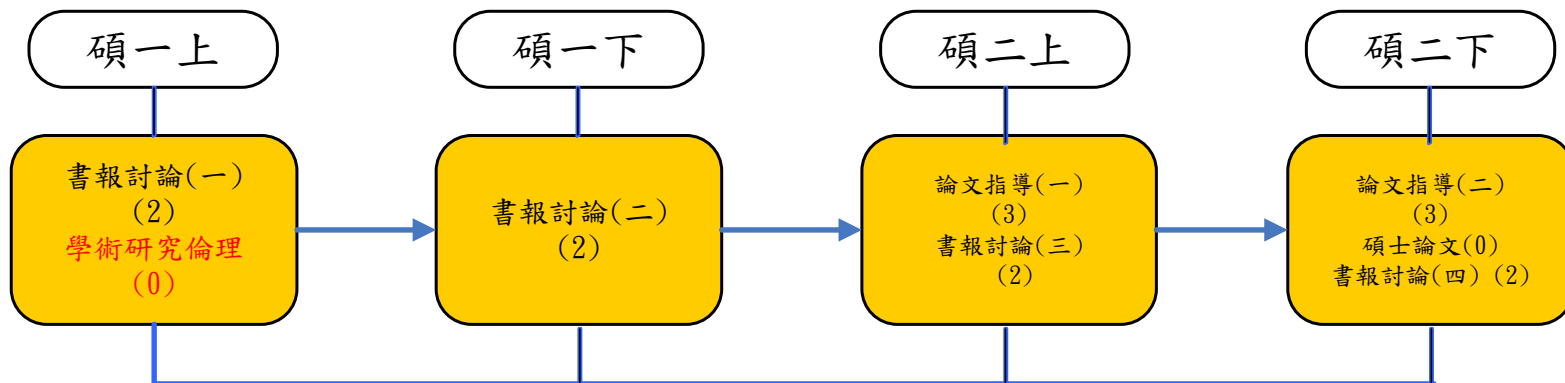 碩一上
碩一下
碩二上
碩二下
書報討論(一)
(2)
學術研究倫理
(0)
書報討論(二)
(2)
論文指導(一)
(3)
書報討論(三)
(2)
論文指導(二)
(3)
碩士論文(0)
書報討論(四)(2)